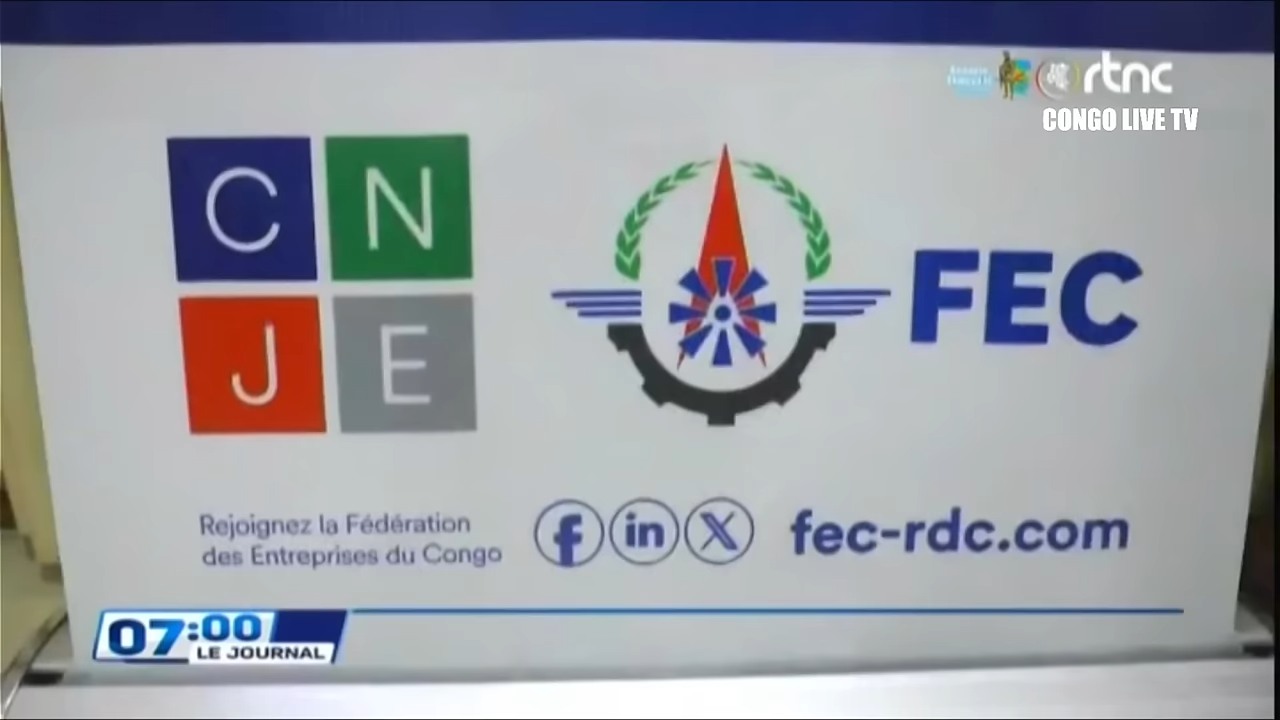 rtnc
CONGO LIVE TV
C N
J E
FEC
Rejoignez la Fédération
des Entreprises du Congo
f in X
fec-rdc.com
07:00
LE JOURNAL